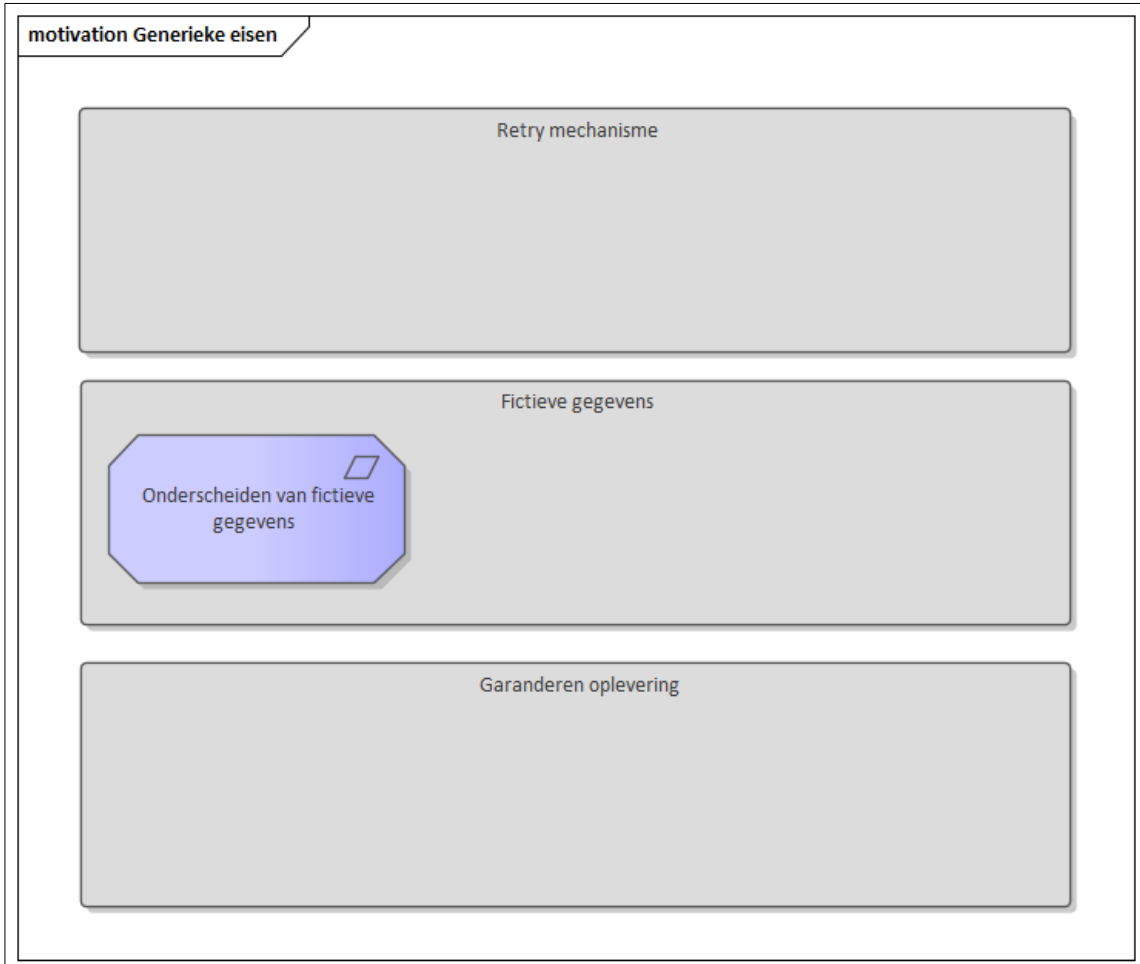 motivation Generieke eisen
Retry mechanisme
Fictieve gegevens
Onderscheiden van fictieve
gegevens
Garanderen oplevering